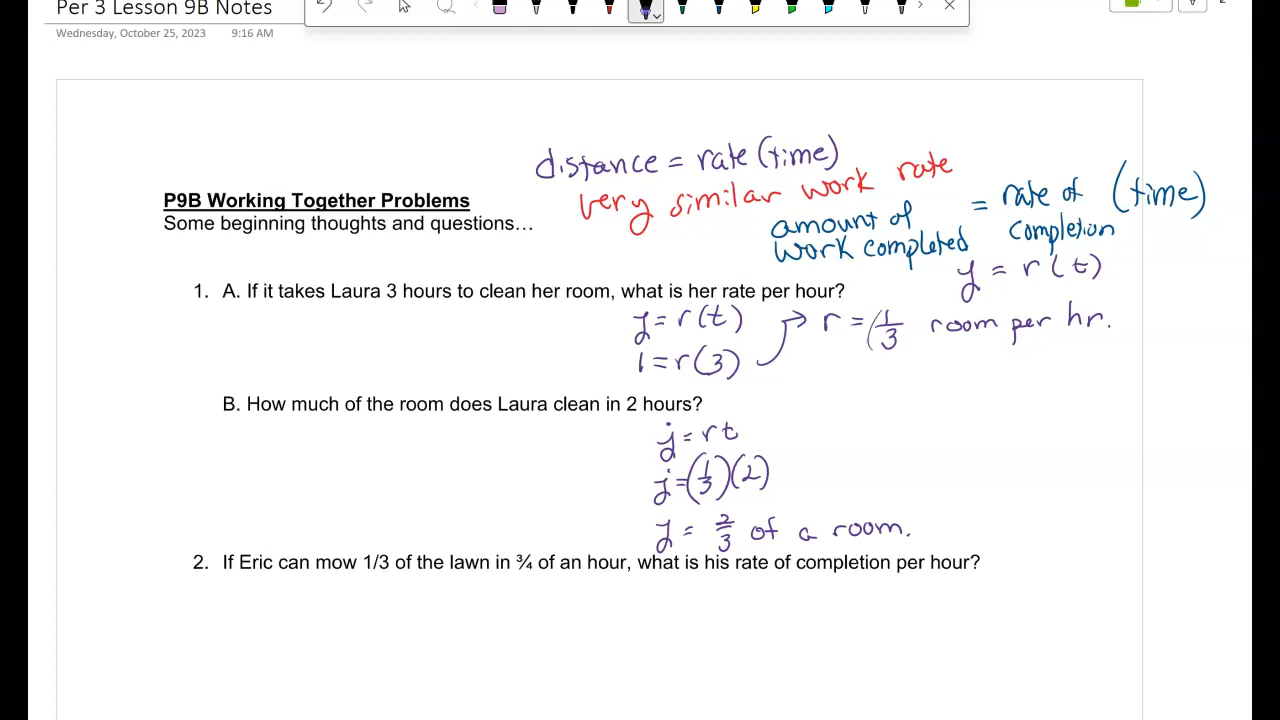 Per 3 Lesson 9B Notes
Wednesday, October 25, 2023 9:16 AM
distance = rate (time)
very similar work rate
P9B Working Together Problems
Some beginning thoughts and questions…
amount of work completed = rate of completion (time)
j = r(t)
1. A. If it takes Laura 3 hours to clean her room, what is her rate per hour?
j = r(t)
1 = r(3)
r = (1/3 room per hr.
B. How much of the room does Laura clean in 2 hours?
j = rt
j = (1/3)(2)
j = 2/3 of a room.
2. If Eric can mow 1/3 of the lawn in ¾ of an hour, what is his rate of completion per hour?